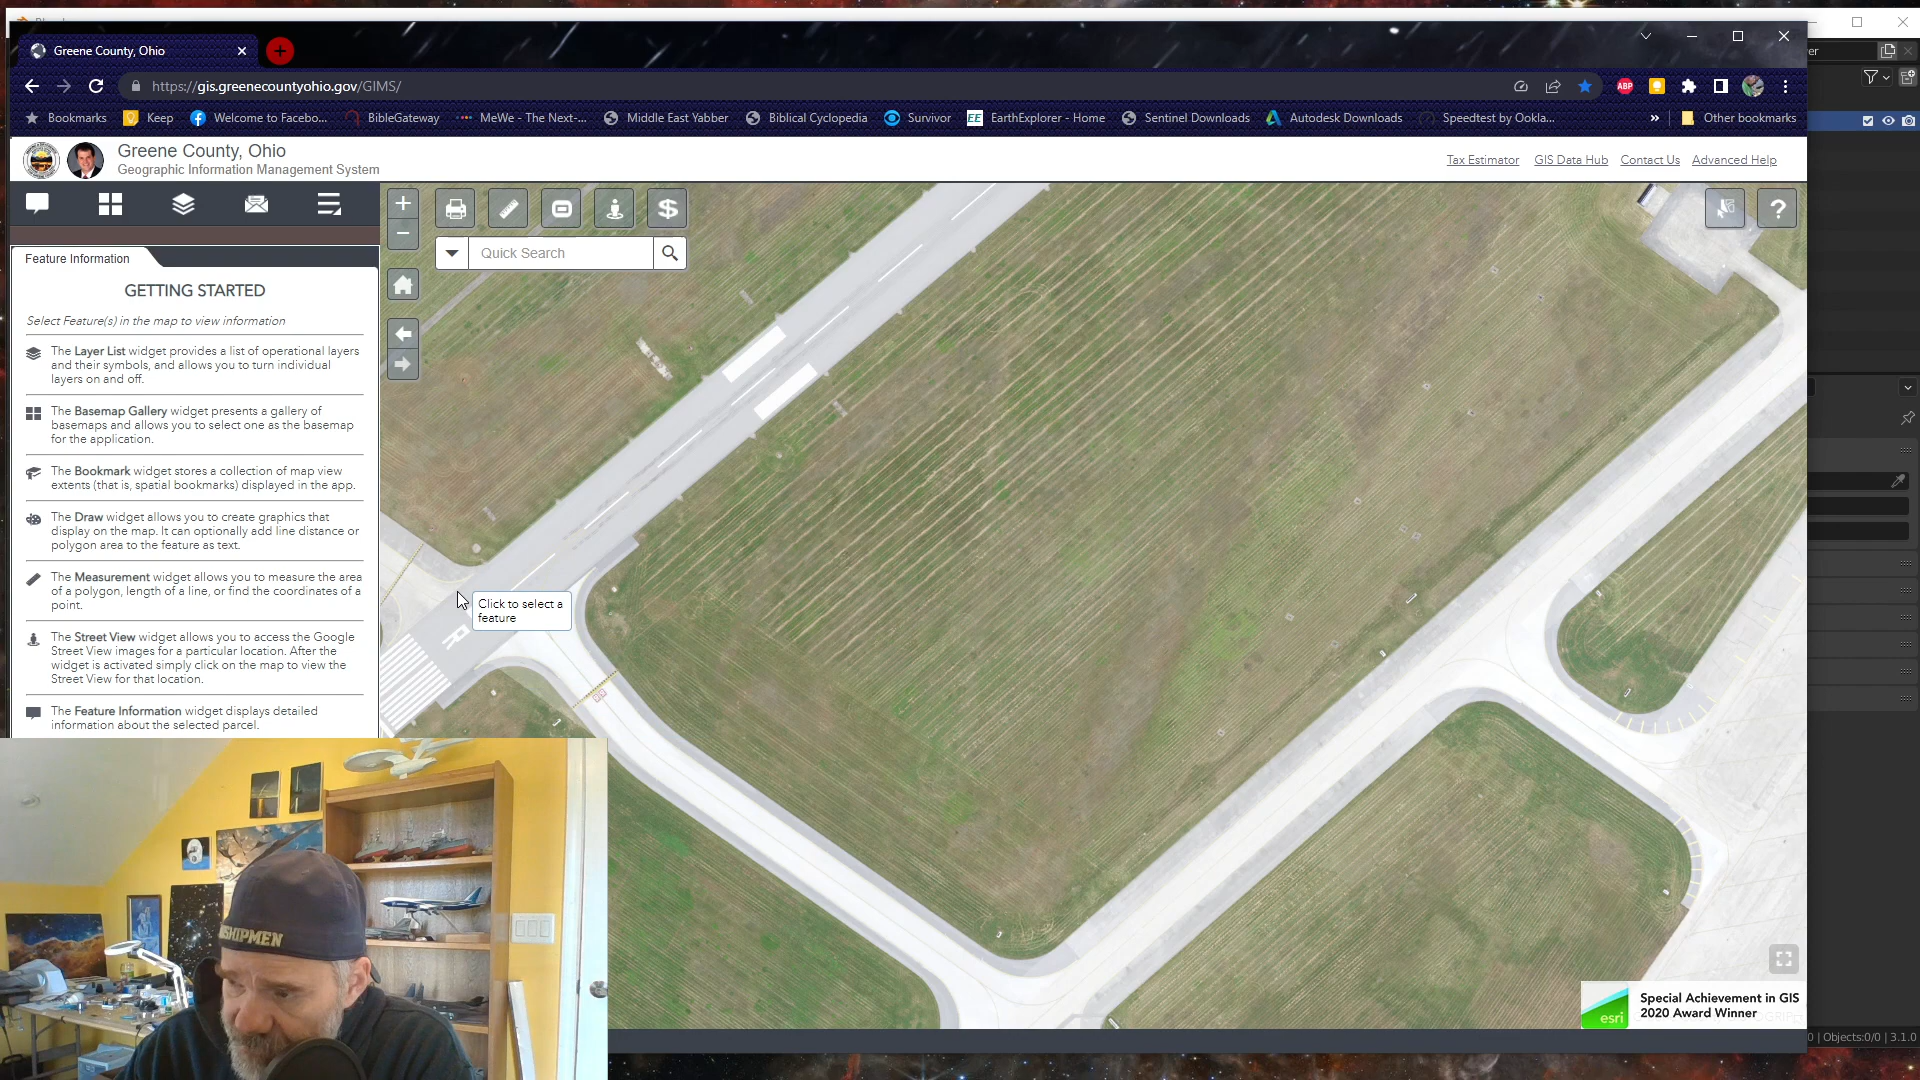 Greene County, Ohio
https://gis.greenecountyohio.gov/GIMS/
ABP
Bookmarks
Keep
Welcome to Facebo...
BibleGateway
MeWe - The Next-...
Middle East Yabber
Biblical Cyclopedia
Survivor
EE EarthExplorer - Home
Sentinel Downloads
Autodesk Downloads
Speedtest by Ookla...
»
Other bookmarks
Greene County, Ohio
Geographic Information Management System
Tax Estimator
GIS Data Hub
Contact Us
Advanced Help
Quick Search
Feature Information
GETTING STARTED
Select Feature(s) in the map to view information
The Layer List widget provides a list of operational layers
and their symbols, and allows you to turn individual
layers on and off.
The Basemap Gallery widget presents a gallery of
basemaps and allows you to select one as the basemap
for the application.
The Bookmark widget stores a collection of map view
extents (that is, spatial bookmarks) displayed in the app.
The Draw widget allows you to create graphics that
display on the map. It can optionally add line distance or
polygon area to the feature as text.
The Measurement widget allows you to measure the area
of a polygon, length of a line, or find the coordinates of a
point.
The Street View widget allows you to access the Google
Street View images for a particular location. After the
widget is activated simply click on the map to view the
Street View for that location.
The Feature Information widget displays detailed
information about the selected parcel.
Click to select a
feature
esri
Special Achievement in GIS
2020 Award Winner
0 | Objects:0/0 | 3.1.0